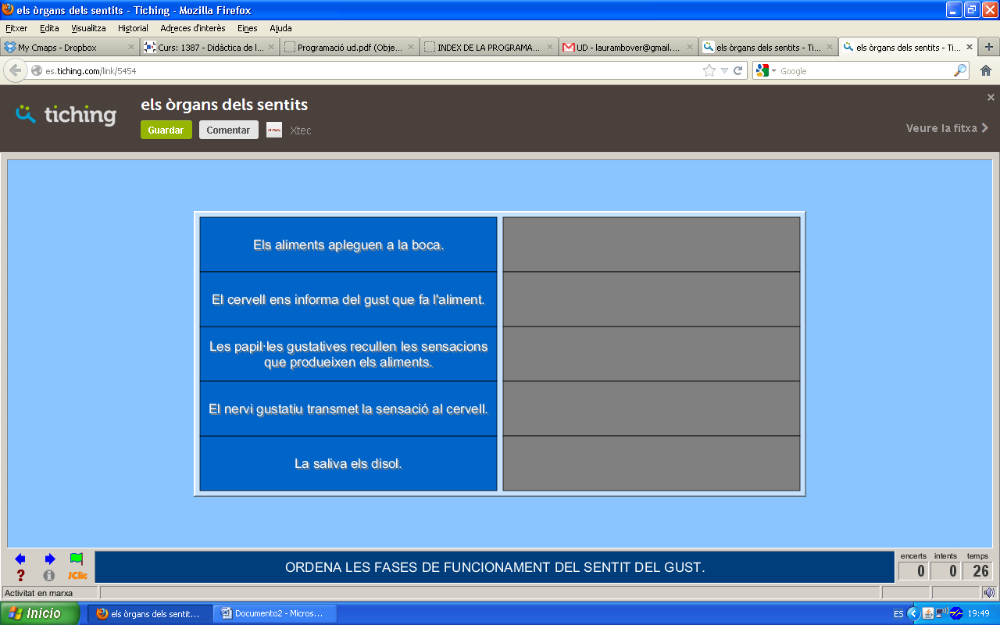 els òrgans dels sentits - Tiching - Mozilla Firefox
Fitxer Edita Visualitza Historial Adreces d'interès Eines Ajuda
My Cmaps - Dropbox
Curs: 1387 - Didàctica de l...
Programació ud.pdf (Obje...
INDEX DE LA PROGRAMA...
UD - laurambover@gmail....
els òrgans dels sentits - Ti...
els òrgans dels sentits - Ti...
es.tiching.com/link/5454
Google
tiching
els òrgans dels sentits
Guardar Comentar Xtec
Veure la fitxa
Els aliments apleguen a la boca.
El cervell ens informa del gust que fa l'aliment.
Les papil·les gustatives recullen les sensacions
que produeixen els aliments.
El nervi gustatiu transmet la sensació al cervell.
La saliva els disol.
JClic
ORDENA LES FASES DE FUNCIONAMENT DEL SENTIT DEL GUST.
encerts intents temps
0 0 26
Activitat en marxa
Inicio
els òrgans dels sentit...
Documento2 - Micros...
ES
19:49